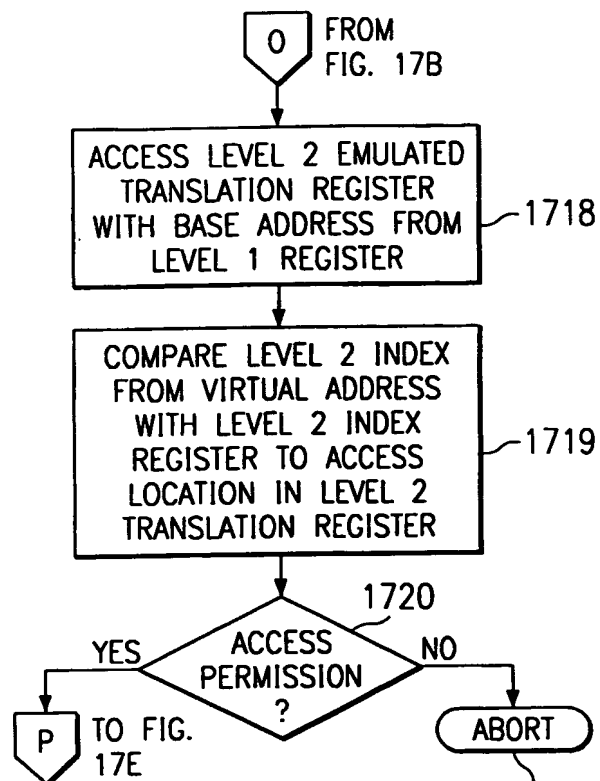 O
FROM
FIG. 17B
ACCESS LEVEL 2 EMULATED
TRANSLATION REGISTER
WITH BASE ADDRESS FROM
LEVEL 1 REGISTER
1718
COMPARE LEVEL 2 INDEX
FROM VIRTUAL ADDRESS
WITH LEVEL 2 INDEX
REGISTER TO ACCESS
LOCATION IN LEVEL 2
TRANSLATION REGISTER
1719
1720
YES
ACCESS
PERMISSION
?
NO
P
TO FIG.
17E
ABORT